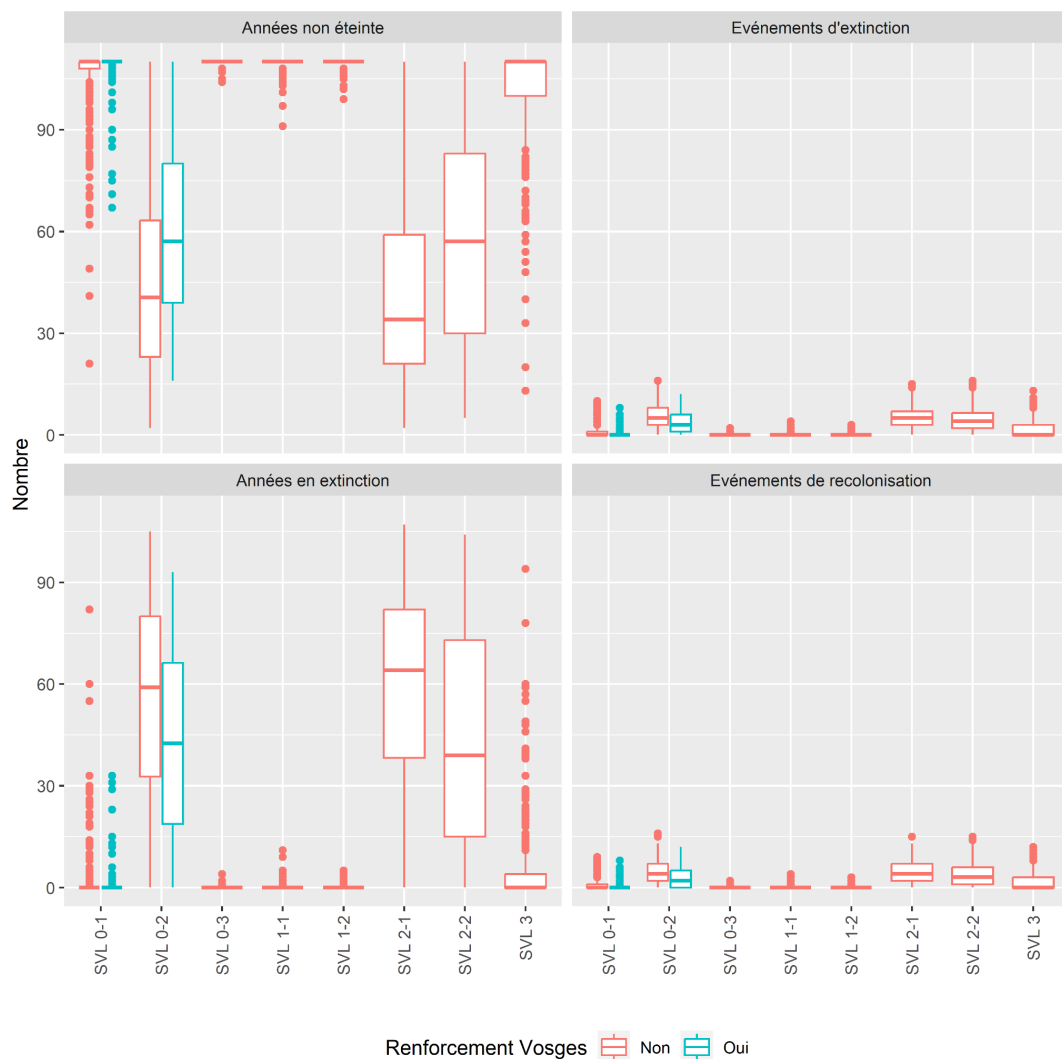 Années non éteinte
Evénements d'extinction
90
60
30
0
Nombre
Années en extinction
Evénements de recolonisation
90
60
30
0
SVL 0-1
SVL 0-2
SVL 0-3
SVL 1-1
SVL 1-2
SVL 2-1
SVL 2-2
SVL 3
SVL 0-1
SVL 0-2
SVL 0-3
SVL 1-1
SVL 1-2
SVL 2-1
SVL 2-2
SVL 3
Renforcement Vosges Non Oui